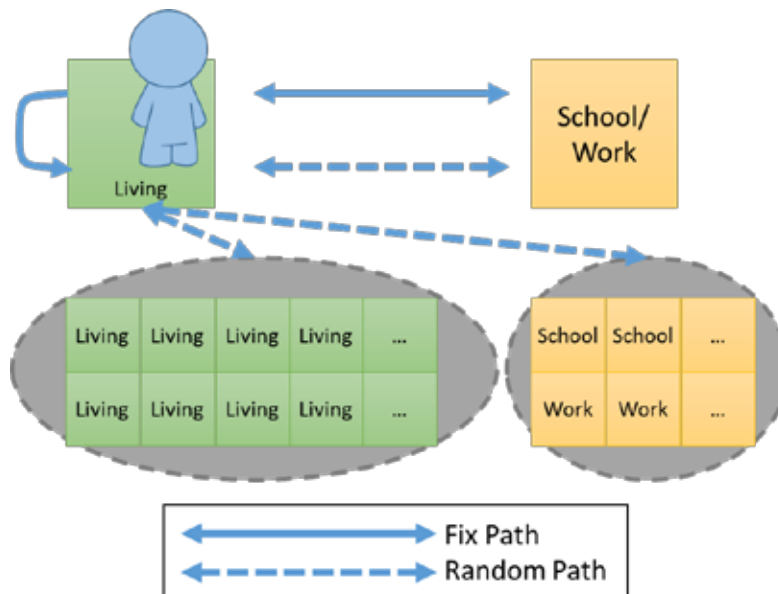 School/
Work
Living
Living Living Living Living ...
School School ...
Living Living Living Living ...
Work Work ...
Fix Path
Random Path